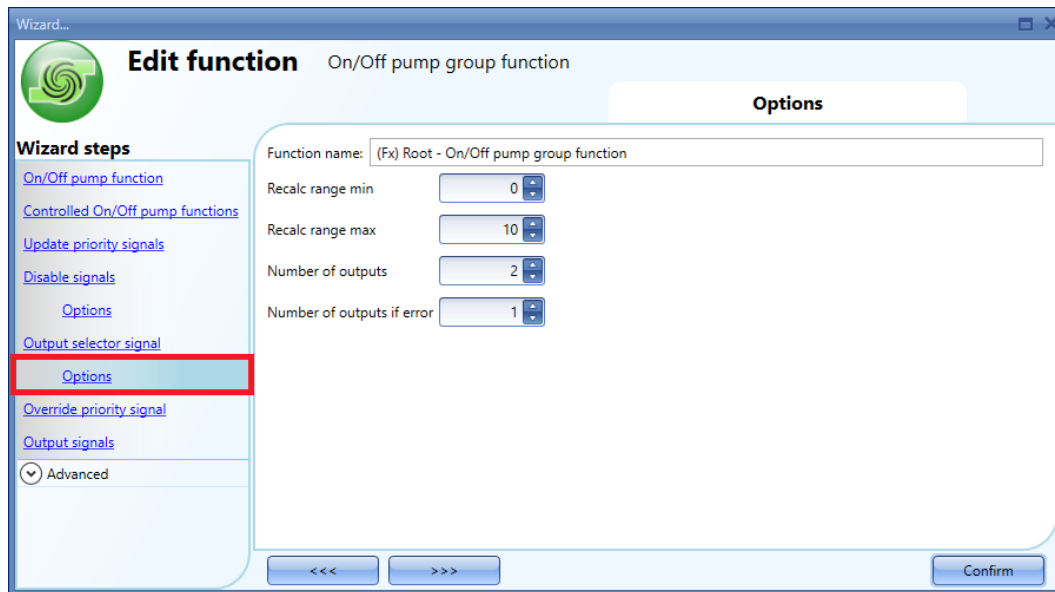 Wizard...
Edit function On/Off pump group function
Options
Wizard steps
On/Off pump function
Controlled On/Off pump functions
Update priority signals
Disable signals
Options
Output selector signal
Options
Override priority signal
Output signals
Advanced
Function name: (Fx) Root - On/Off pump group function
Recalc range min 0
Recalc range max 10
Number of outputs 2
Number of outputs if error 1
<<< >>> Confirm